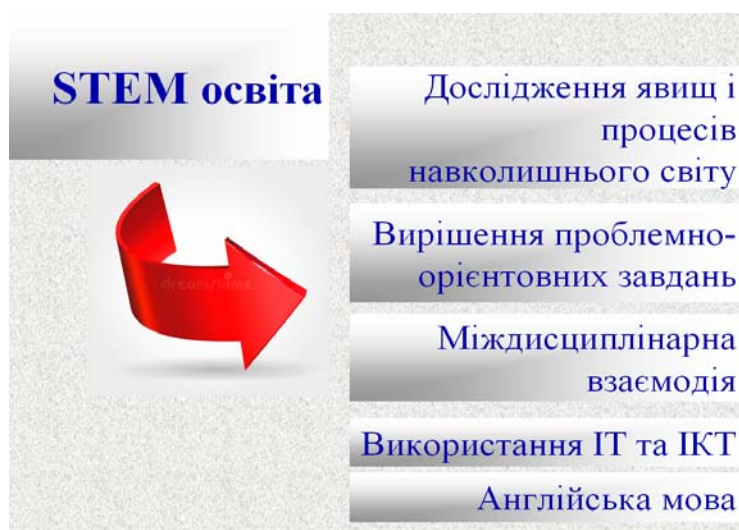 STEM освіта
Дослідження явищ і
процесів
навколишнього світу
Вирішення проблемно-
орієнтовних завдань
Міждисциплінарна
взаємодія
Використання ІТ та ІКТ
Англійська мова
dreamstime.